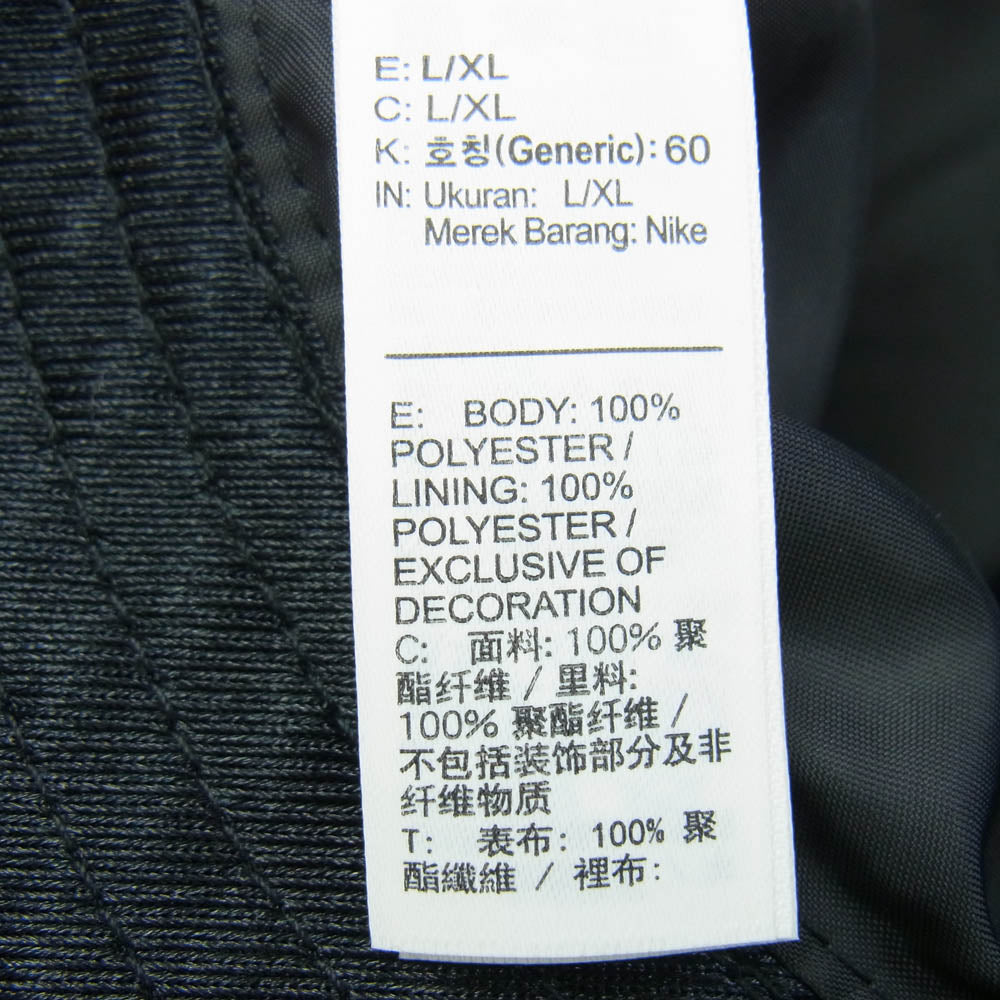 E: L/XL
C: L/XL
K: 호칭(Generic): 60
IN: Ukuran: L/XL
Merek Barang: Nike
E: BODY: 100%
POLYESTER /
LINING: 100%
POLYESTER /
EXCLUSIVE OF
DECORATION
C: 面料: 100% 聚
酯纤维 / 里料:
100% 聚酯纤维 /
不包括装饰部分及非
纤维物质
T: 表布: 100% 聚
酯纖維 / 裡布: